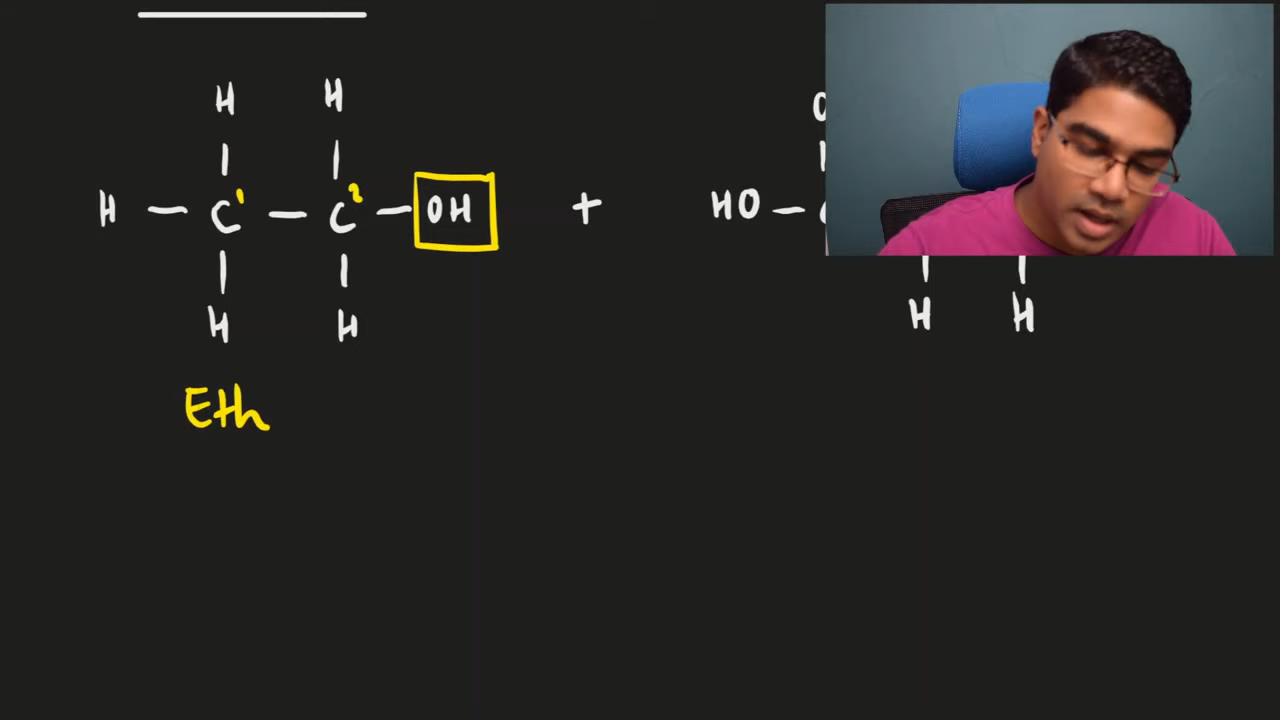 H H
H — C¹ — C² — OH + HO —
H H H H
Eth